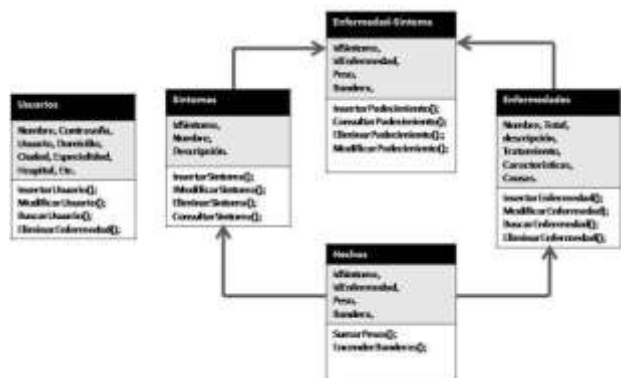 Enfermedad-Sintoma
IdSintoma,
IdEnfermedad,
Peso,
Bandera,
InsertarPadecimiento();
ConsultarPadecimiento();
EliminarPadecimiento();
ModificarPadecimiento();
Usuarios
Nombre, Contraseña,
Usuario, Domicilio,
Ciudad, Especialidad,
Hospital, Etc.
InsertarUsuario();
ModificarUsuario();
BuscarUsuario();
EliminarEnfermedad();
Sintomas
IdSintoma,
Nombre,
Descripción.
InsertarSintoma();
ModificarSintoma();
EliminarSintoma();
ConsultarSintoma();
Enfermedades
Nombre, Total,
descripción,
Tratamiento,
Características,
Causas,
InsertarEnfermedad();
ModificarEnfermedad();
BuscarEnfermedad();
EliminarEnfermedad();
Hechos
IdSintoma,
IdEnfermedad,
Peso,
Bandera,
SumarPesos();
EncenderBanderas();